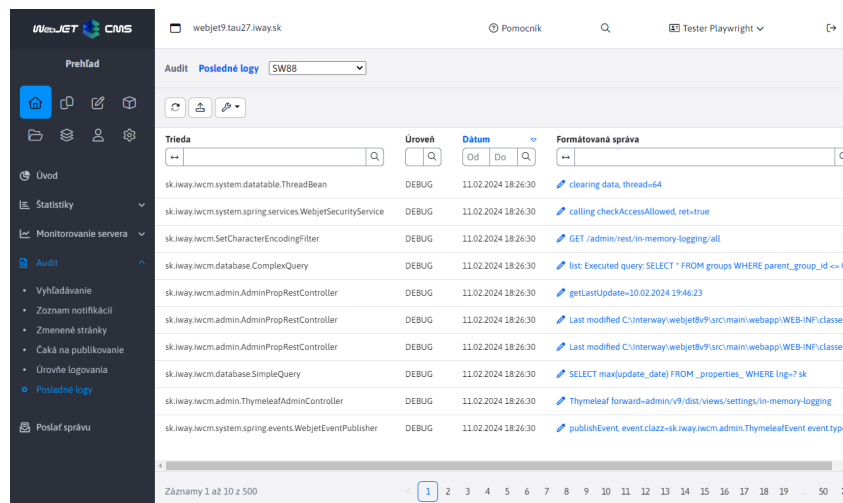 WebJET CMS
webjet9.tau27.iway.sk
Pomocník
Tester Playwright
Prehľad
Audit Posledné logy SW88
Trieda Úroveň Dátum Formátovaná správa
Od Do
sk.iway.iwcm.system.datatable.ThreadBean DEBUG 11.02.2024 18:26:30 clearing data, thread=64
sk.iway.iwcm.system.spring.services.WebjetSecurityService DEBUG 11.02.2024 18:26:30 calling checkAccessAllowed, ret=true
sk.iway.iwcm.SetCharacterEncodingFilter DEBUG 11.02.2024 18:26:30 GET /admin/rest/in-memory-logging/all
sk.iway.iwcm.database.ComplexQuery DEBUG 11.02.2024 18:26:30 list: Executed query: SELECT * FROM groups WHERE parent_group_id <=
sk.iway.iwcm.admin.AdminPropRestController DEBUG 11.02.2024 18:26:30 getLastUpdate=10.02.2024 19:46:23
sk.iway.iwcm.admin.AdminPropRestController DEBUG 11.02.2024 18:26:30 Last modified C:\Interway\webjet8v9\src\main\webapp\WEB-INF\classe
sk.iway.iwcm.admin.AdminPropRestController DEBUG 11.02.2024 18:26:30 Last modified C:\Interway\webjet8v9\src\main\webapp\WEB-INF\classe
sk.iway.iwcm.database.SimpleQuery DEBUG 11.02.2024 18:26:30 SELECT max(update_date) FROM _properties_ WHERE lng=? sk
sk.iway.iwcm.admin.ThymeleafAdminController DEBUG 11.02.2024 18:26:30 Thymeleaf forward=admin/v9/dist/views/settings/in-memory-logging
sk.iway.iwcm.system.spring.events.WebjetEventPublisher DEBUG 11.02.2024 18:26:30 publishEvent, event.clazz=sk.iway.iwcm.admin.ThymeleafEvent event.typ
Úvod
Štatistiky
Monitorovanie servera
Audit
Vyhľadávanie
Zoznam notifikácií
Zmenené stránky
Čaká na publikovanie
Úrovňe logovania
Posledné logy
Poslať správu
Záznamy 1 až 10 z 500
1 2 3 4 5 6 7 8 9 10 11 12 13 14 15 16 17 18 19 … 50